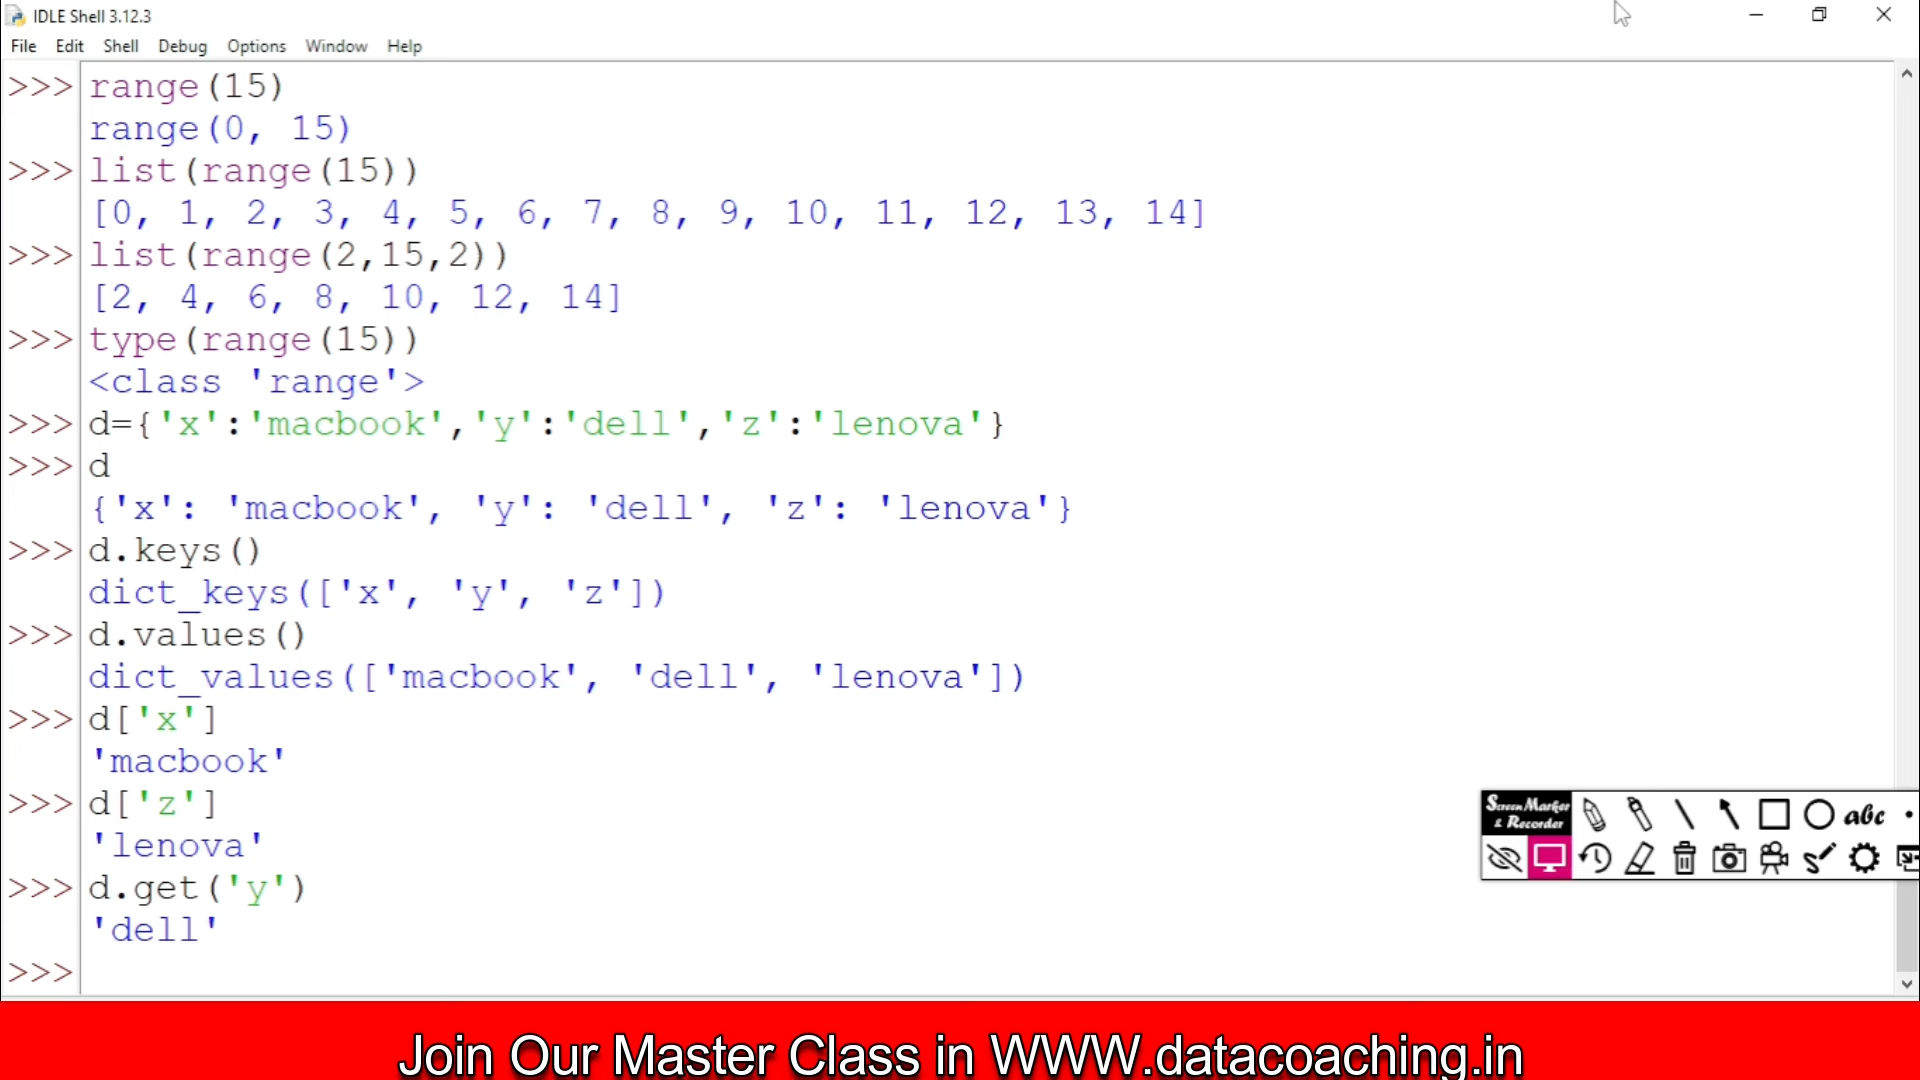 IDLE Shell 3.12.3
File Edit Shell Debug Options Window Help
>>> range(15)
range(0, 15)
>>> list(range(15))
[0, 1, 2, 3, 4, 5, 6, 7, 8, 9, 10, 11, 12, 13, 14]
>>> list(range(2,15,2))
[2, 4, 6, 8, 10, 12, 14]
>>> type(range(15))
<class 'range'>
>>> d={'x':'macbook','y':'dell','z':'lenova'}
>>> d
{'x': 'macbook', 'y': 'dell', 'z': 'lenova'}
>>> d.keys()
dict_keys(['x', 'y', 'z'])
>>> d.values()
dict_values(['macbook', 'dell', 'lenova'])
>>> d['x']
'macbook'
>>> d['z']
'lenova'
>>> d.get('y')
'dell'
>>>
Screen Marker
& Recorder
abc
Join Our Master Class in WWW.datacoaching.in